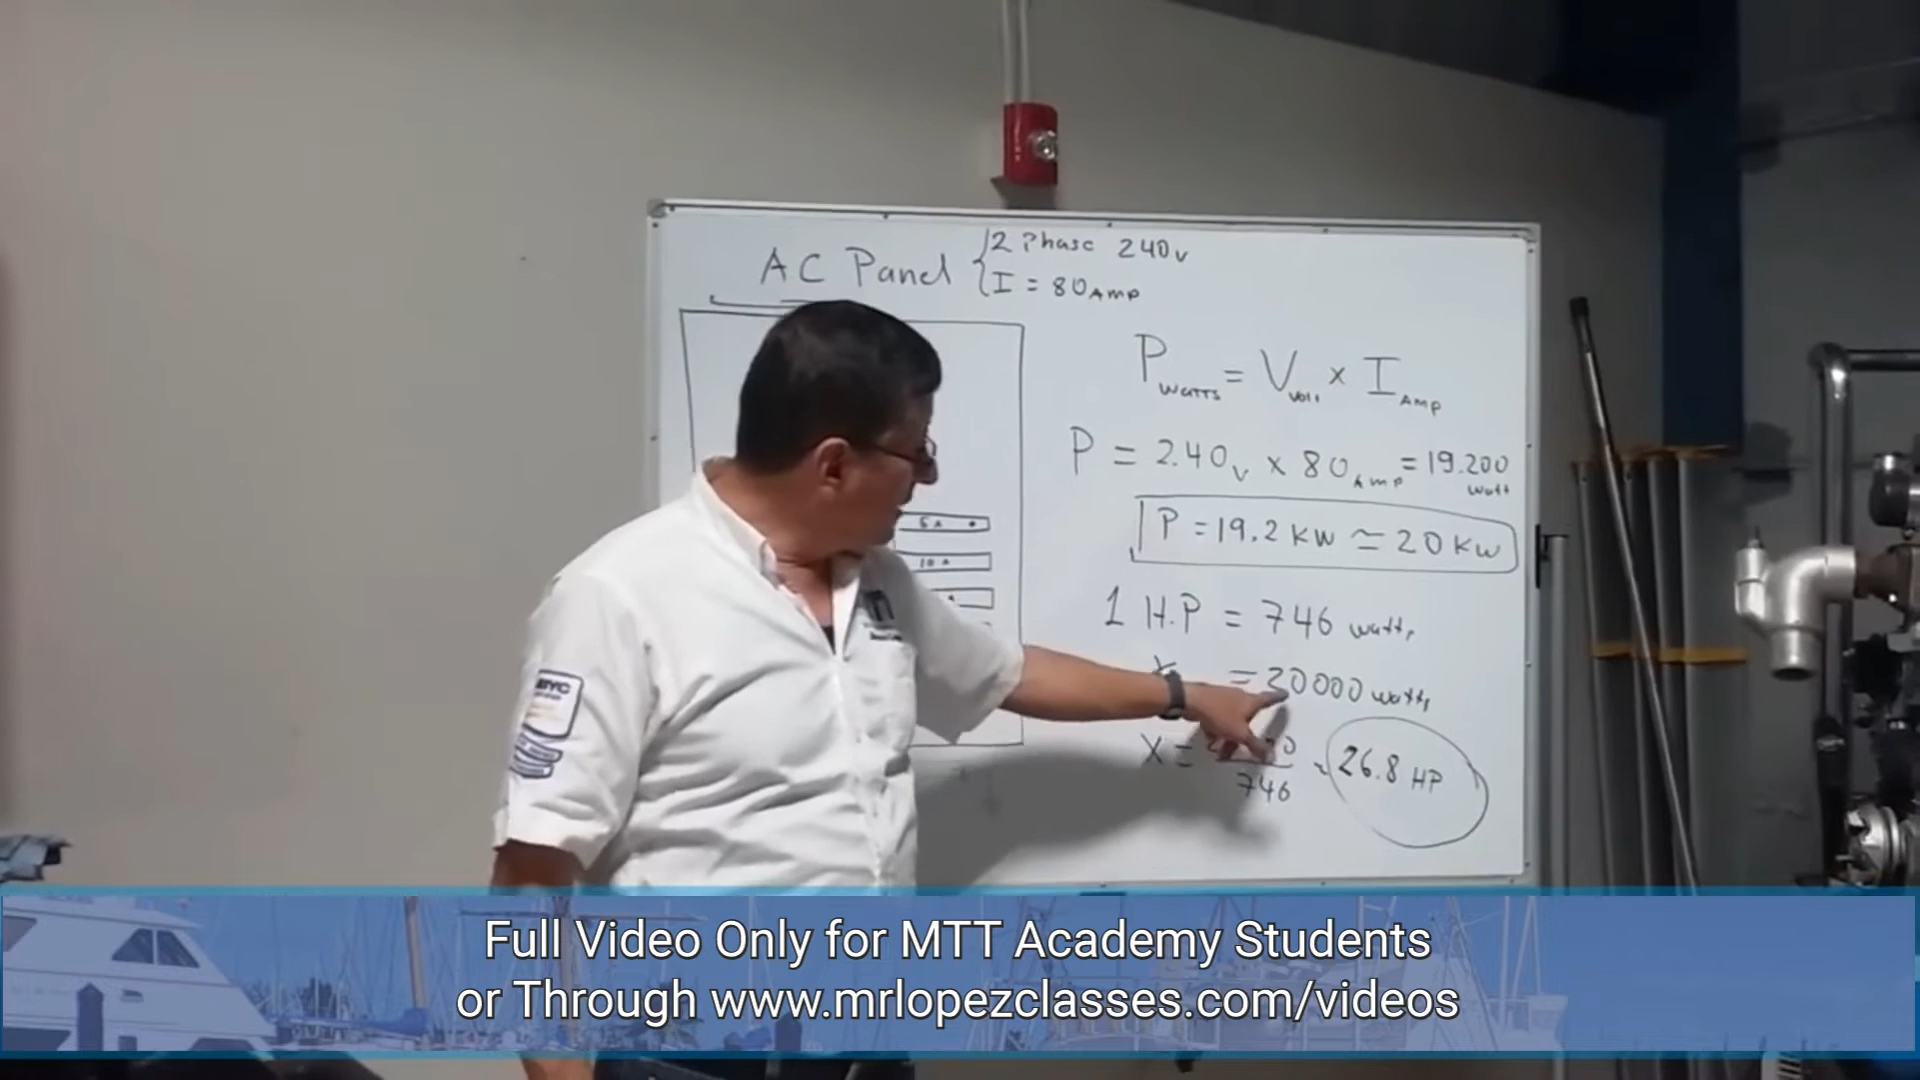 AC Panel
2 Phase 240v
I = 80 Amp
P watts = V volt x I Amp
P = 240v x 80 Amp = 19.200 watt
P = 19.2 kw ≃ 20 kw
1 H.P = 746 watts
x = 20000 watts
X =
746
26.8 HP
5 A
10 A
Full Video Only for MTT Academy Students
or Through www.mrlopezclasses.com/videos